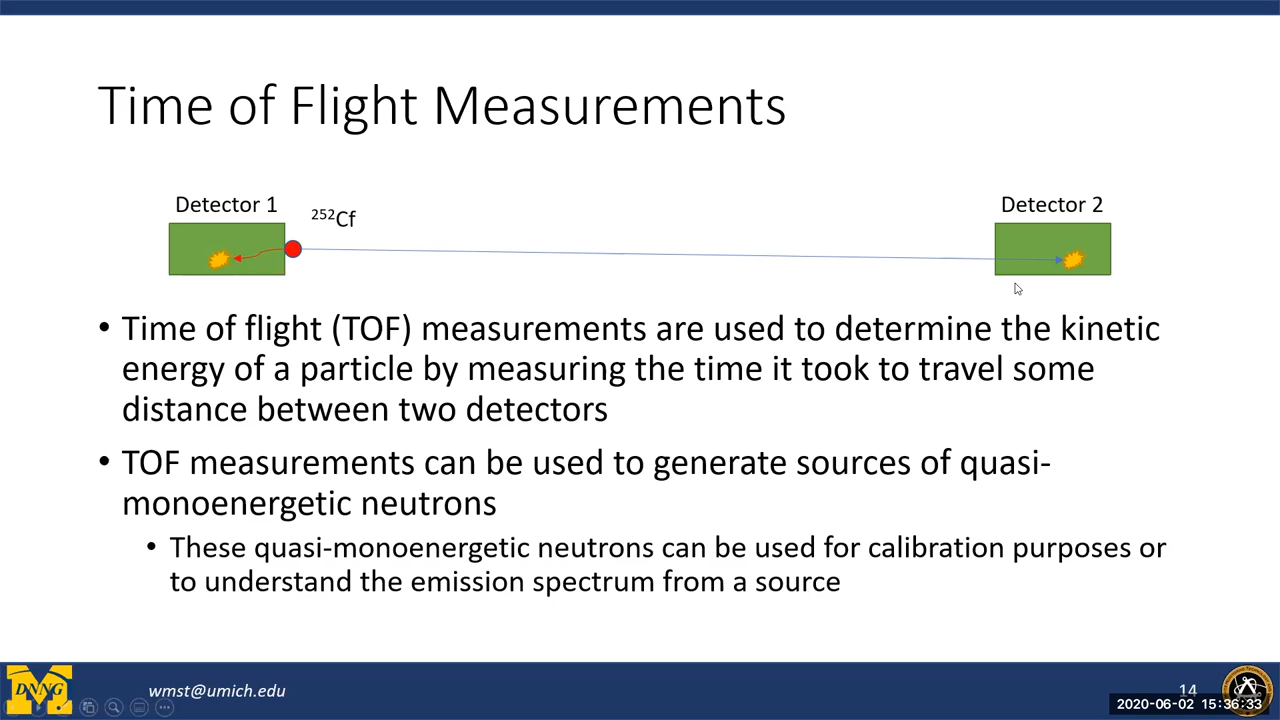 Time of Flight Measurements
Detector 1
²⁵²Cf
Detector 2
• Time of flight (TOF) measurements are used to determine the kinetic
energy of a particle by measuring the time it took to travel some
distance between two detectors
• TOF measurements can be used to generate sources of quasi-
monoenergetic neutrons
• These quasi-monoenergetic neutrons can be used for calibration purposes or
to understand the emission spectrum from a source
DNNG
wmst@umich.edu
14
2020-06-02 15:36:33